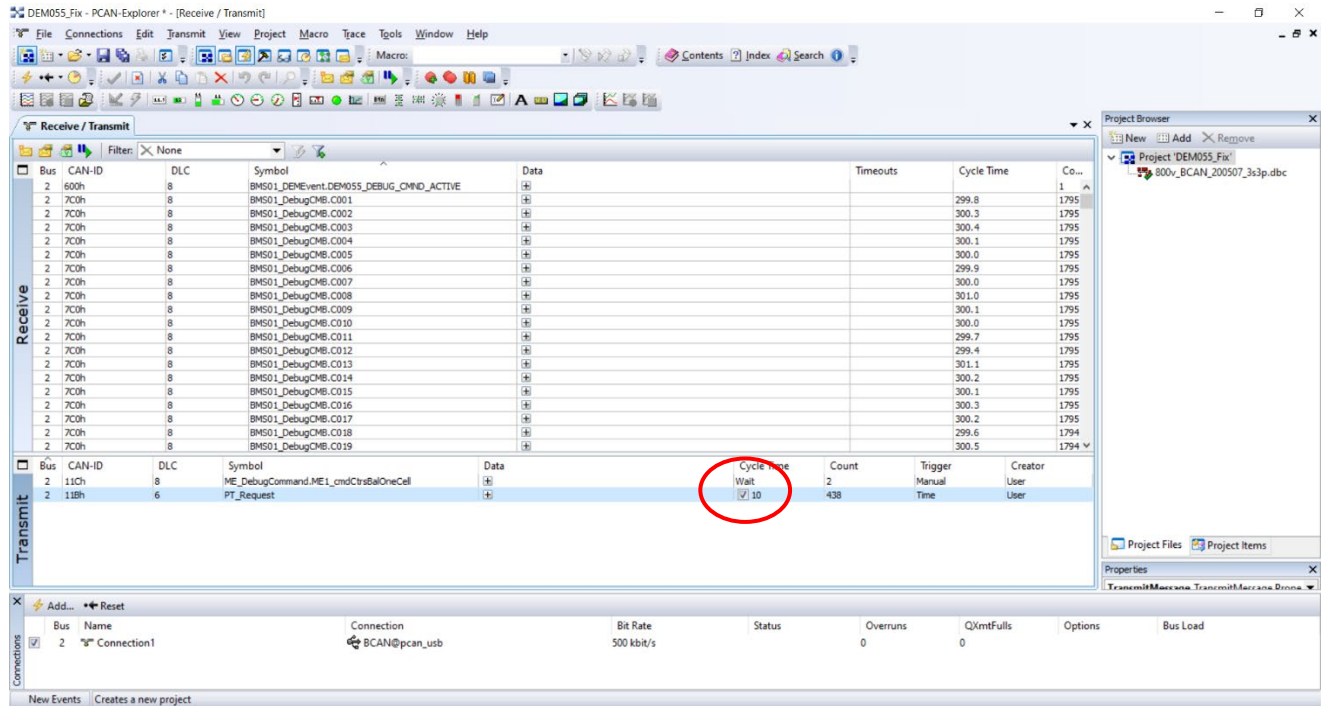 DEM055_Fix - PCAN-Explorer * - [Receive / Transmit]
File Connections Edit Transmit View Project Macro Trace Tools Window Help
Macro: Contents Index Search
Receive / Transmit
Filter: None
Bus CAN-ID DLC Symbol Data Timeouts Cycle Time Co...
2 600h 8 BMS01_DEMEvent.DEM055_DEBUG_CMND_ACTIVE 1
2 7C0h 8 BMS01_DebugCMB.C001 299.8 1795
2 7C0h 8 BMS01_DebugCMB.C002 300.3 1795
2 7C0h 8 BMS01_DebugCMB.C003 300.4 1795
2 7C0h 8 BMS01_DebugCMB.C004 300.1 1795
2 7C0h 8 BMS01_DebugCMB.C005 300.0 1795
2 7C0h 8 BMS01_DebugCMB.C006 299.9 1795
2 7C0h 8 BMS01_DebugCMB.C007 300.0 1795
2 7C0h 8 BMS01_DebugCMB.C008 301.0 1795
2 7C0h 8 BMS01_DebugCMB.C009 300.1 1795
2 7C0h 8 BMS01_DebugCMB.C010 300.0 1795
2 7C0h 8 BMS01_DebugCMB.C011 299.7 1795
2 7C0h 8 BMS01_DebugCMB.C012 299.4 1795
2 7C0h 8 BMS01_DebugCMB.C013 301.1 1795
2 7C0h 8 BMS01_DebugCMB.C014 300.2 1795
2 7C0h 8 BMS01_DebugCMB.C015 300.1 1795
2 7C0h 8 BMS01_DebugCMB.C016 300.3 1795
2 7C0h 8 BMS01_DebugCMB.C017 300.2 1795
2 7C0h 8 BMS01_DebugCMB.C018 299.6 1794
2 7C0h 8 BMS01_DebugCMB.C019 300.5 1794
Receive
Bus CAN-ID DLC Symbol Data Cycle Time Count Trigger Creator
2 11Ch 8 ME_DebugCommand.ME1_cmdCtrsBalOneCell Wait 2 Manual User
2 11Bh 6 PT_Request 10 438 Time User
Transmit
Project Browser
New Add Remove
Project 'DEM055_Fix'
800v_BCAN_200507_3s3p.dbc
Project Files Project Items
Properties
TransmitMessage TransmitMessage Prope
Add... Reset
Bus Name Connection Bit Rate Status Overruns QXmtFulls Options Bus Load
2 Connection1 BCAN@pcan_usb 500 kbit/s 0 0
Connections
New Events Creates a new project